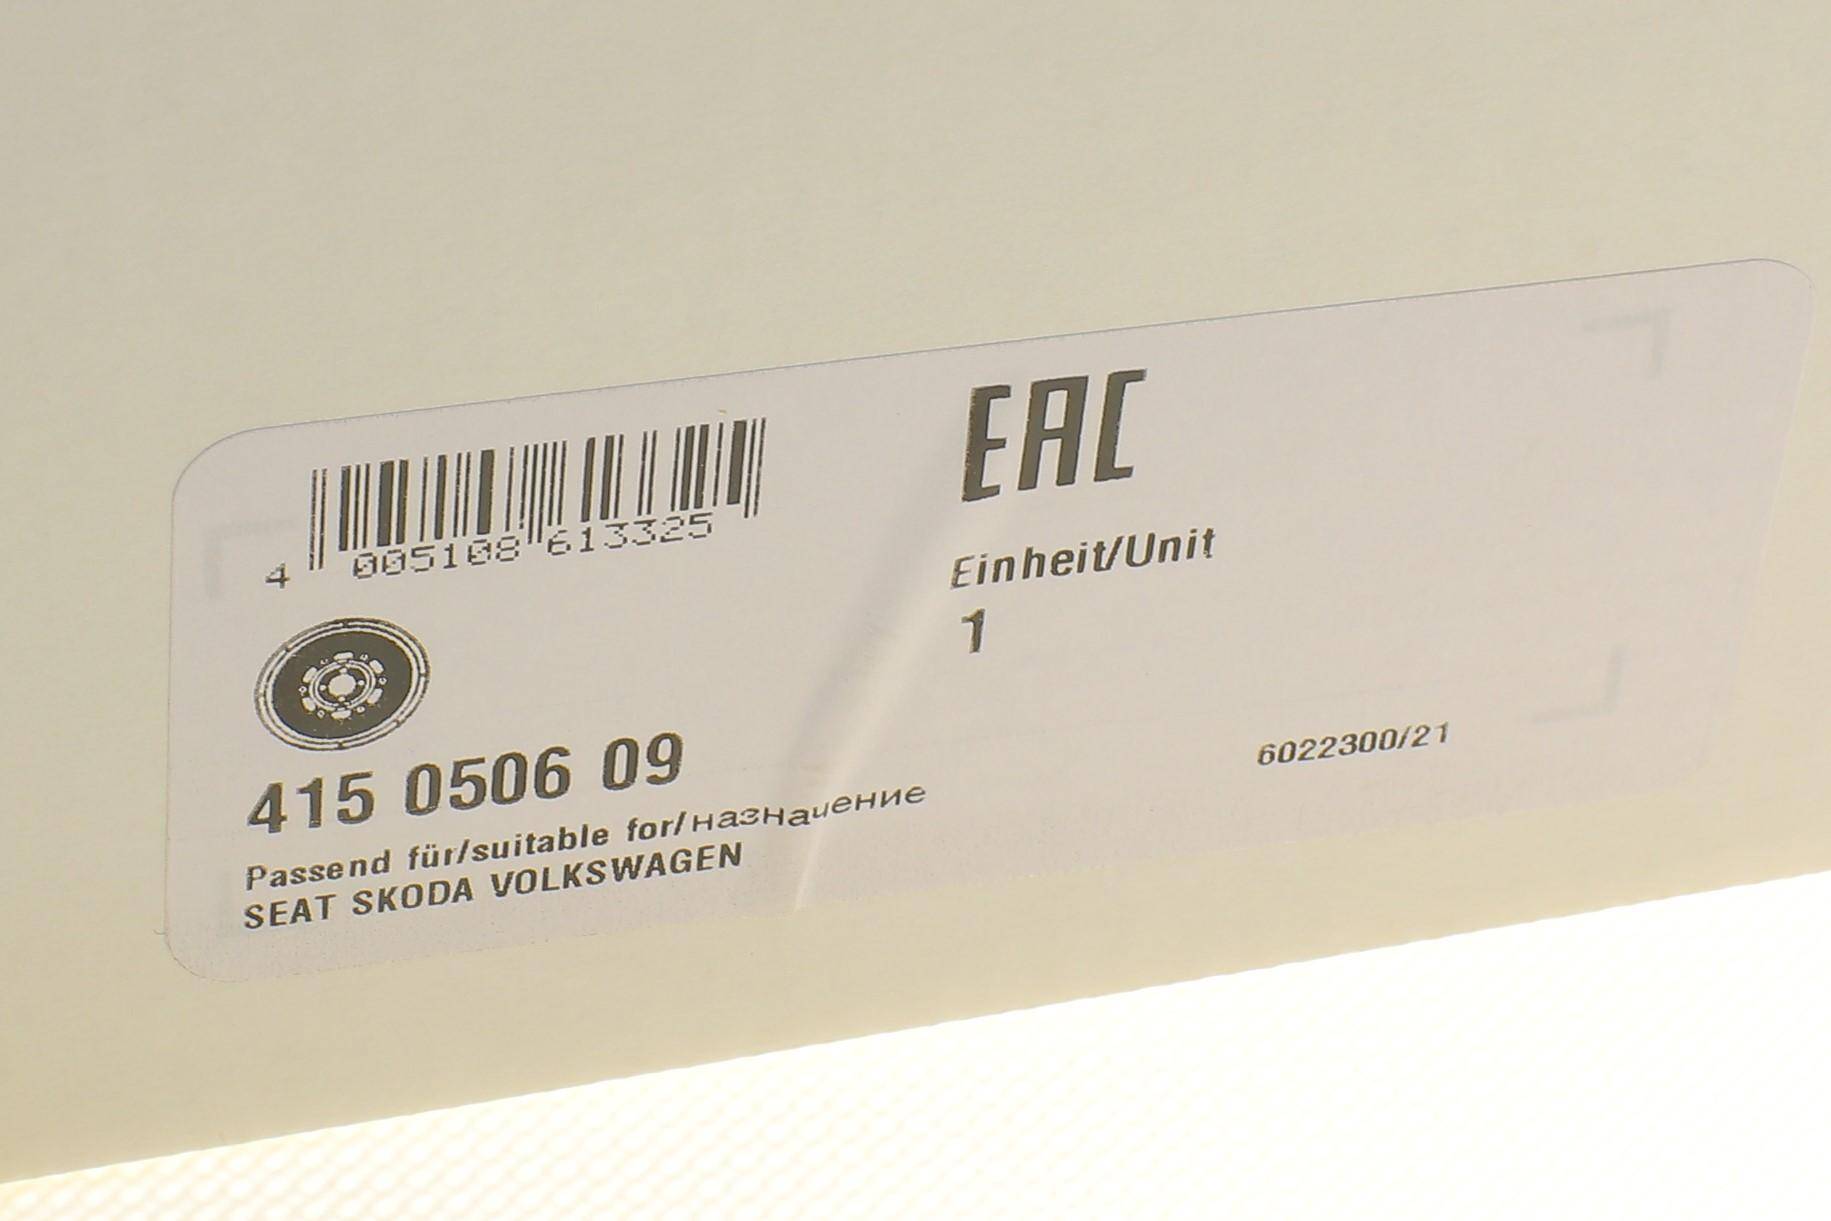 4 005108 613325
EAC
Einheit/Unit
1
415 0506 09
Passend für/suitable for/назначение
SEAT SKODA VOLKSWAGEN
6022300/21